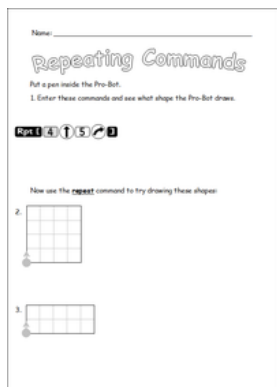 Name:
Repeating Commands
Put a pen inside the Pro-Bot.
1. Enter these commands and see what shape the Pro-Bot draws.
Rpt [ 4 ↑ 5 ↱ ]
Now use the repeat command to try drawing these shapes:
2.
3.